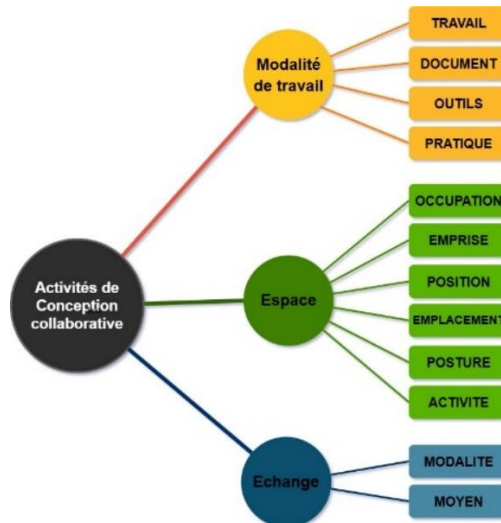 Activités de
Conception
collaborative
Modalité
de travail
TRAVAIL
DOCUMENT
OUTILS
PRATIQUE
Espace
OCCUPATION
EMPRISE
POSITION
EMPLACEMENT
POSTURE
ACTIVITE
Echange
MODALITE
MOYEN